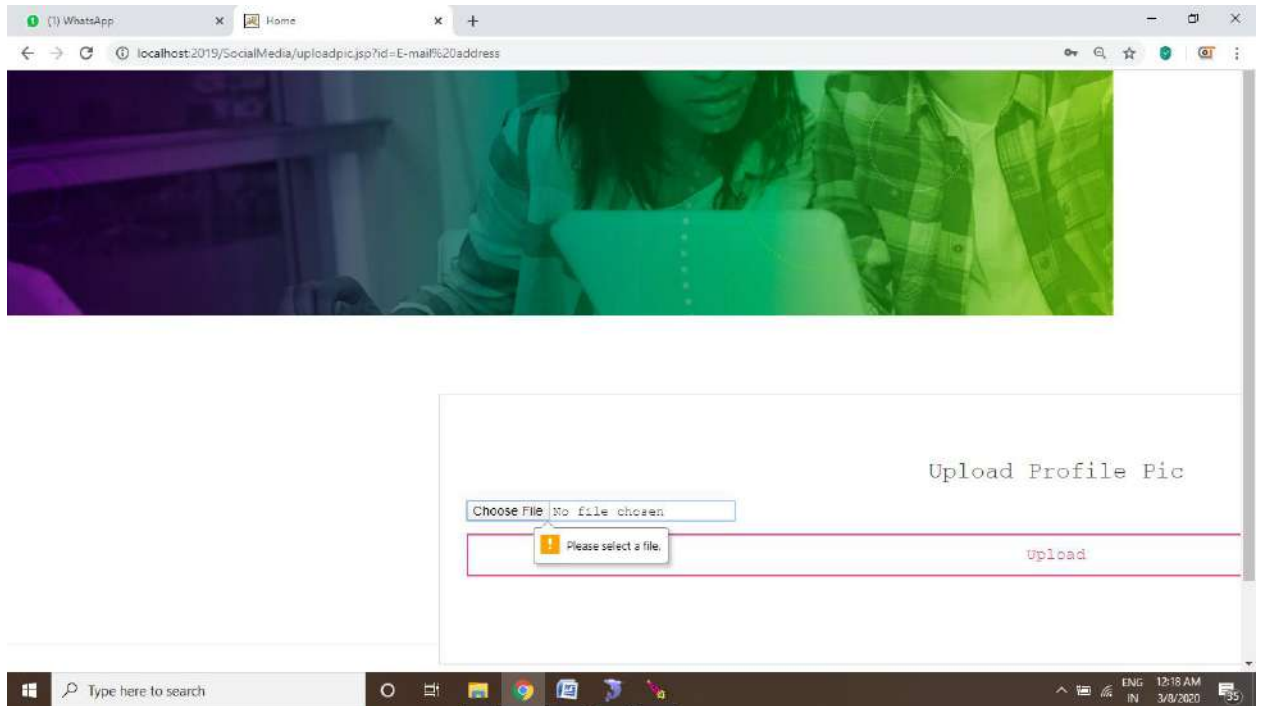 (1) WhatsApp
Home
localhost:2019/SocialMedia/uploadpic.jsp?id=E-mail%20address
Upload Profile Pic
Choose File No file chosen
Please select a file.
Upload
Type here to search
ENG 12:18 AM
IN 3/8/2020
35